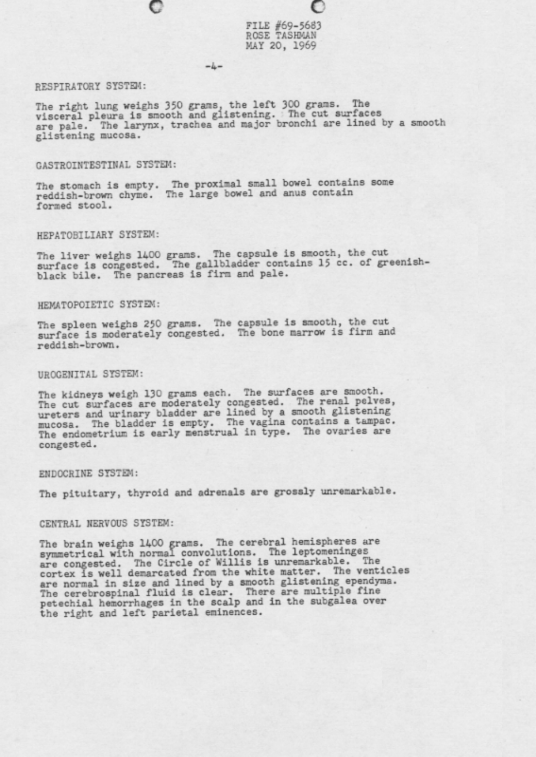 FILE #69-5683
ROSE TASHMAN
MAY 20, 1969
-4-
RESPIRATORY SYSTEM:
The right lung weighs 350 grams, the left 300 grams. The
visceral pleura is smooth and glistening. The cut surfaces
are pale. The larynx, trachea and major bronchi are lined by a smooth
glistening mucosa.
GASTROINTESTINAL SYSTEM:
The stomach is empty. The proximal small bowel contains some
reddish-brown chyme. The large bowel and anus contain
formed stool.
HEPATOBILIARY SYSTEM:
The liver weighs 1400 grams. The capsule is smooth, the cut
surface is congested. The gallbladder contains 15 cc. of greenish-
black bile. The pancreas is firm and pale.
HEMATOPOIETIC SYSTEM:
The spleen weighs 250 grams. The capsule is smooth, the cut
surface is moderately congested. The bone marrow is firm and
reddish-brown.
UROGENITAL SYSTEM:
The kidneys weigh 130 grams each. The surfaces are smooth.
The cut surfaces are moderately congested. The renal pelves,
ureters and urinary bladder are lined by a smooth glistening
mucosa. The bladder is empty. The vagina contains a tampac.
The endometrium is early menstrual in type. The ovaries are
congested.
ENDOCRINE SYSTEM:
The pituitary, thyroid and adrenals are grossly unremarkable.
CENTRAL NERVOUS SYSTEM:
The brain weighs 1400 grams. The cerebral hemispheres are
symmetrical with normal convolutions. The leptomeninges
are congested. The Circle of Willis is unremarkable. The
cortex is well demarcated from the white matter. The venticles
are normal in size and lined by a smooth glistening ependyma.
The cerebrospinal fluid is clear. There are multiple fine
petechial hemorrhages in the scalp and in the subgalea over
the right and left parietal eminences.